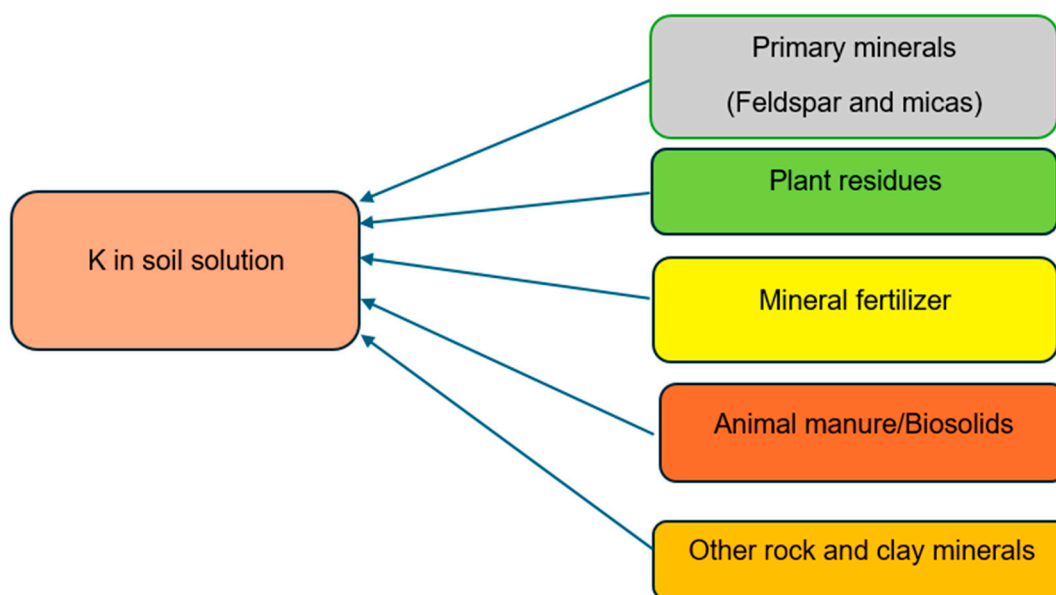 Primary minerals
(Feldspar and micas)
Plant residues
K in soil solution
Mineral fertilizer
Animal manure/Biosolids
Other rock and clay minerals